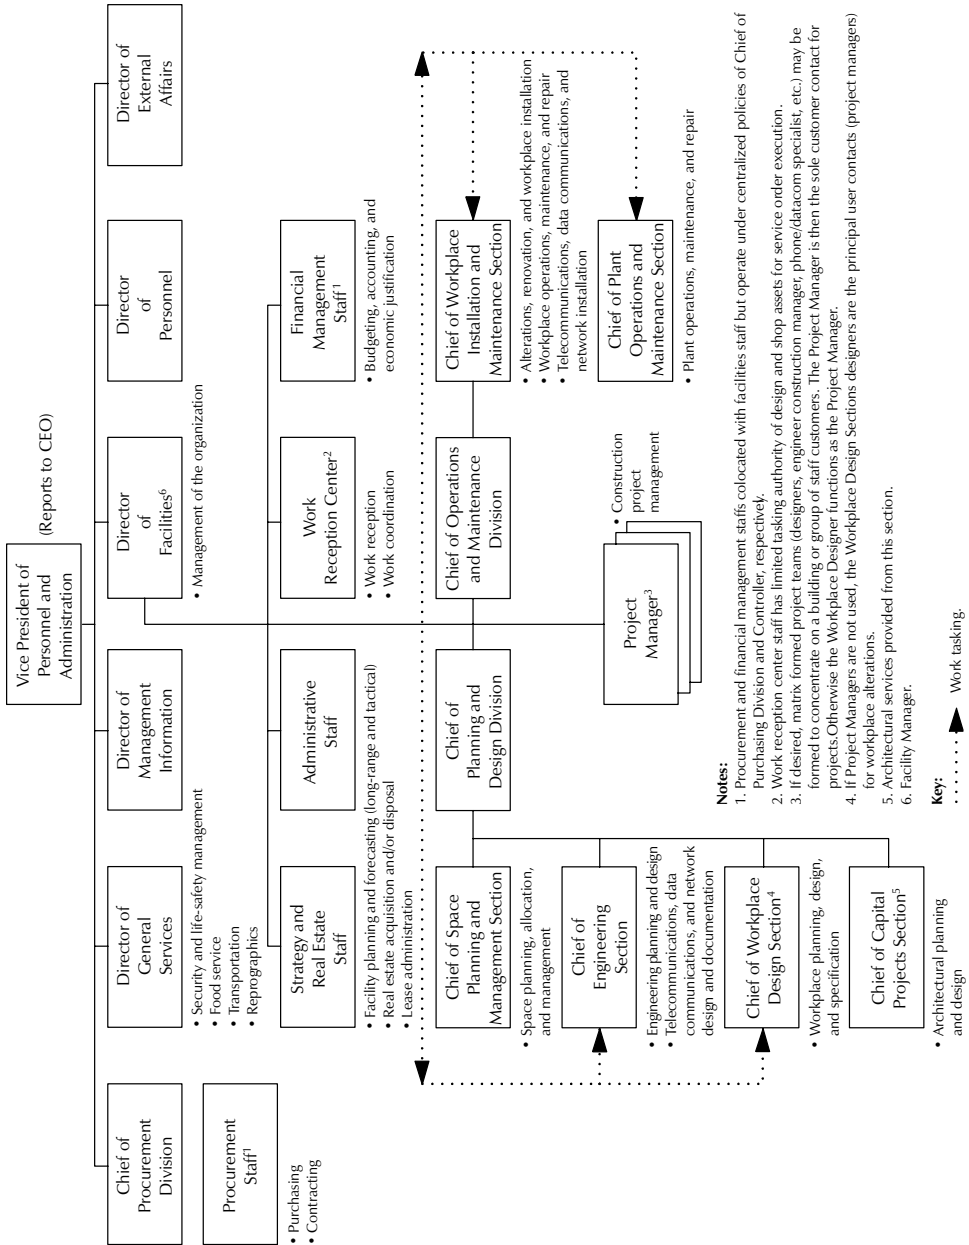 Vice President of
Personnel and
Administration
(Reports to CEO)
Chief of
Procurement
Division
Director of
General
Services
Director of
Management
Information
Director
of
Facilities6
Director
of
Personnel
Director of
External
Affairs
• Security and life-safety management
• Food service
• Transportation
• Reprographics
• Management of the organization
Procurement
Staff1
• Purchasing
• Contracting
Strategy and
Real Estate
Staff
Administrative
Staff
Work
Reception Center2
Financial
Management
Staff1
• Facility planning and forecasting (long-range and tactical)
• Real estate acquisition and/or disposal
• Lease administration
• Work reception
• Work coordination
• Budgeting, accounting, and
economic justification
Chief of Space
Planning and
Management Section
Chief of
Planning and
Design Division
Chief of Operations
and Maintenance
Division
Chief of Workplace
Installation and
Maintenance Section
• Space planning, allocation,
and management
• Alterations, renovation, and workplace installation
• Workplace operations, maintenance, and repair
• Telecommunications, data communications, and
network installation
Chief of
Engineering
Section
Project
Manager3
• Construction
project
management
Chief of Plant
Operations and
Maintenance Section
• Engineering planning and design
• Telecommunications, data
communications, and network
design and documentation
• Plant operations, maintenance, and repair
Chief of Workplace
Design Section4
• Workplace planning, design,
and specification
Chief of Capital
Projects Section5
• Architectural planning
and design
Notes:
1. Procurement and financial management staffs colocated with facilities staff but operate under centralized policies of Chief of
Purchasing Division and Controller, respectively.
2. Work reception center staff has limited tasking authority of design and shop assets for service order execution.
3. If desired, matrix formed project teams (designers, engineer construction manager, phone/datacom specialist, etc.) may be
formed to concentrate on a building or group of staff customers. The Project Manager is then the sole customer contact for
projects.Otherwise the Workplace Designer functions as the Project Manager.
4. If Project Managers are not used, the Workplace Design Sections designers are the principal user contacts (project managers)
for workplace alterations.
5. Architectural services provided from this section.
6. Facility Manager.
Key:
Work tasking.